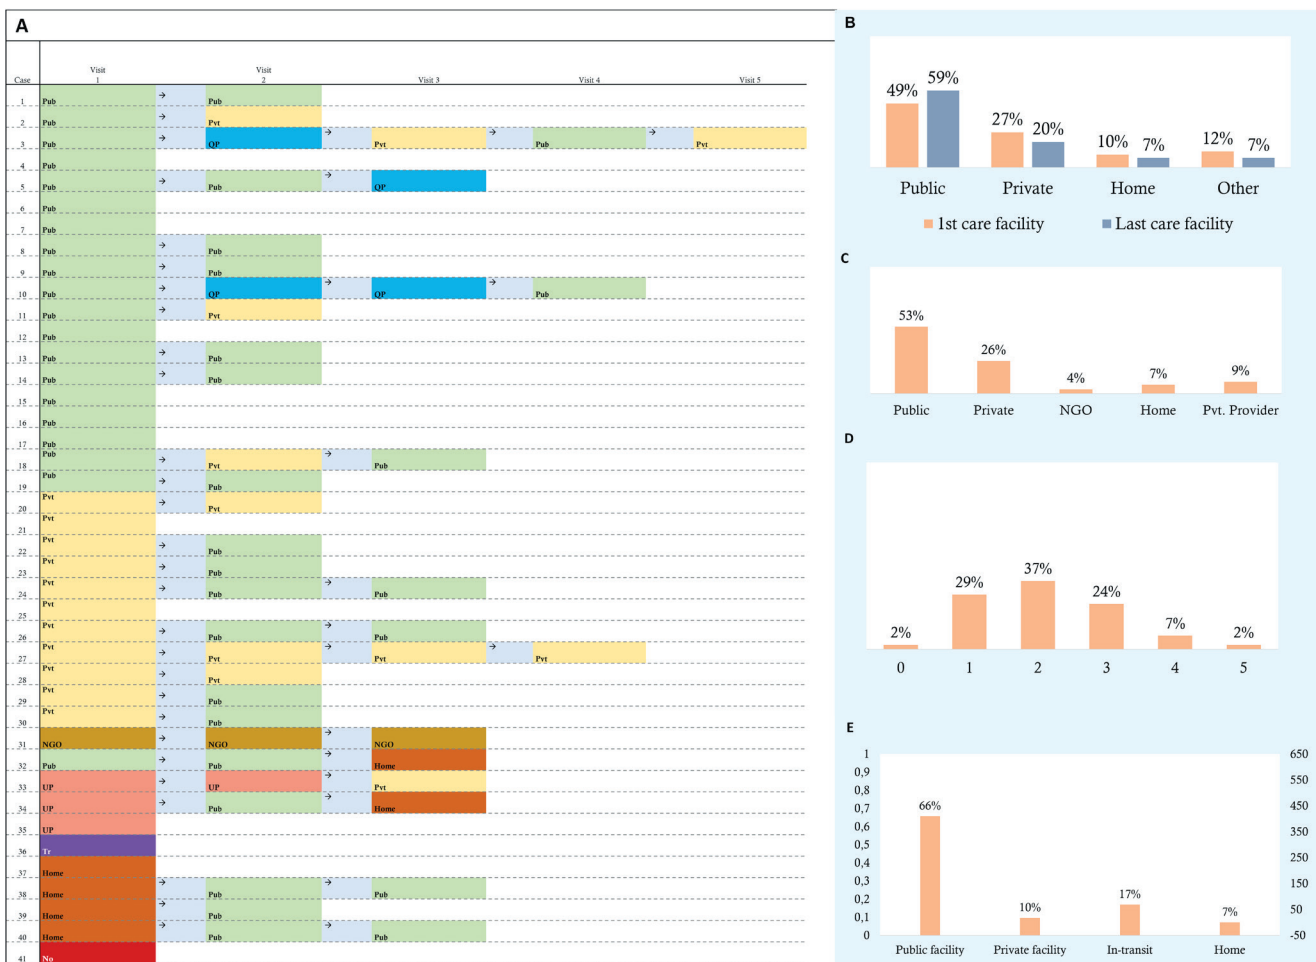 A
Case Visit 1 Visit 2 Visit 3 Visit 4 Visit 5
1 Pub → Pub
2 Pub → Pvt
3 Pub → QP → Pvt → Pub → Pvt
4 Pub
5 Pub → Pub → QP
6 Pub
7 Pub
8 Pub → Pub
9 Pub → Pub
10 Pub → QP → QP → Pub
11 Pub → Pvt
12 Pub
13 Pub → Pub
14 Pub → Pub
15 Pub
16 Pub
17 Pub
18 Pub → Pvt → Pub
19 Pub → Pub
20 Pvt → Pvt
21 Pvt
22 Pvt → Pub
23 Pvt → Pub
24 Pvt → Pub → Pub
25 Pvt
26 Pvt → Pub → Pub
27 Pvt → Pvt → Pvt → Pvt
28 Pvt → Pvt
29 Pvt → Pub
30 Pvt → Pub
31 NGO → NGO → NGO
32 Pub → Pub → Home
33 UP → UP → Pvt
34 UP → Pub → Home
35 UP
36 Tr
37 Home
38 Home → Pub → Pub
39 Home → Pub
40 Home → Pub → Pub
41 No
B
49% 59% 27% 20% 10% 7% 12% 7%
Public Private Home Other
1st care facility Last care facility
C
53% 26% 4% 7% 9%
Public Private NGO Home Pvt. Provider
D
2% 29% 37% 24% 7% 2%
0 1 2 3 4 5
E
1 650
0,9
0,8 550
0,7 450
0,6 350
0,5
0,4 250
0,3 150
0,2
0,1 50
0 -50
66% 10% 17% 7%
Public facility Private facility In-transit Home